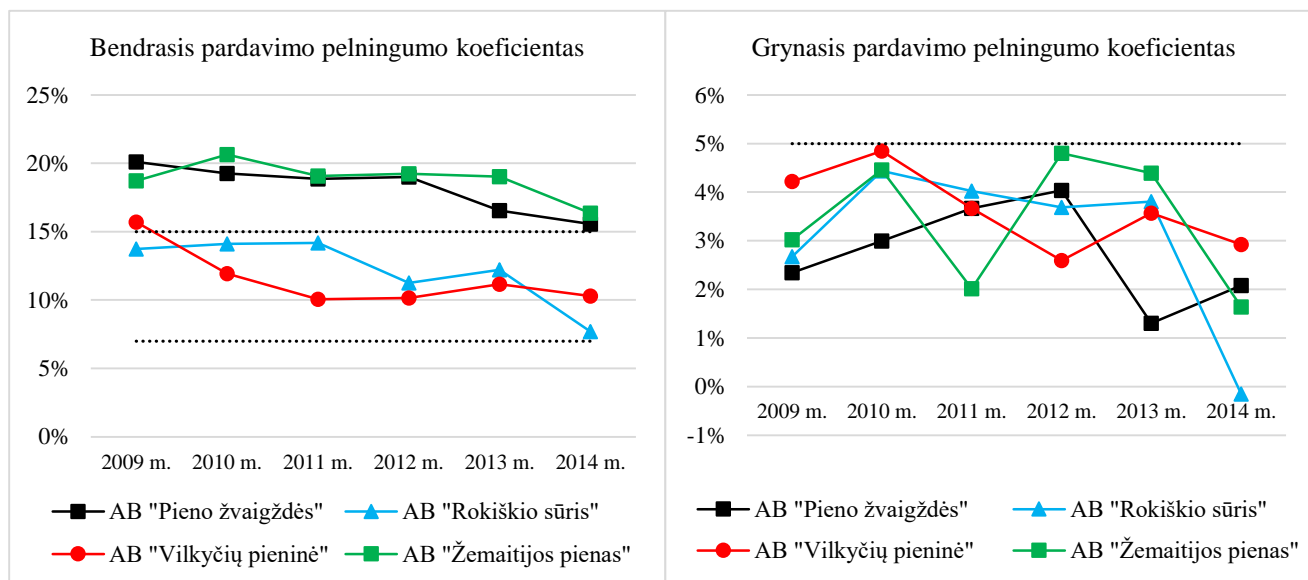 Bendrasis pardavimo pelningumo koeficientas
25%
20%
15%
10%
5%
0%
2009 m. 2010 m. 2011 m. 2012 m. 2013 m. 2014 m.
AB "Pieno žvaigždės" AB "Rokiškio sūris"
AB "Vilkyčių pieninė" AB "Žemaitijos pienas"
Grynasis pardavimo pelningumo koeficientas
6%
5%
4%
3%
2%
1%
0%
2009 m. 2010 m. 2011 m. 2012 m. 2013 m. 2014 m.
-1%
AB "Pieno žvaigždės" AB "Rokiškio sūris"
AB "Vilkyčių pieninė" AB "Žemaitijos pienas"